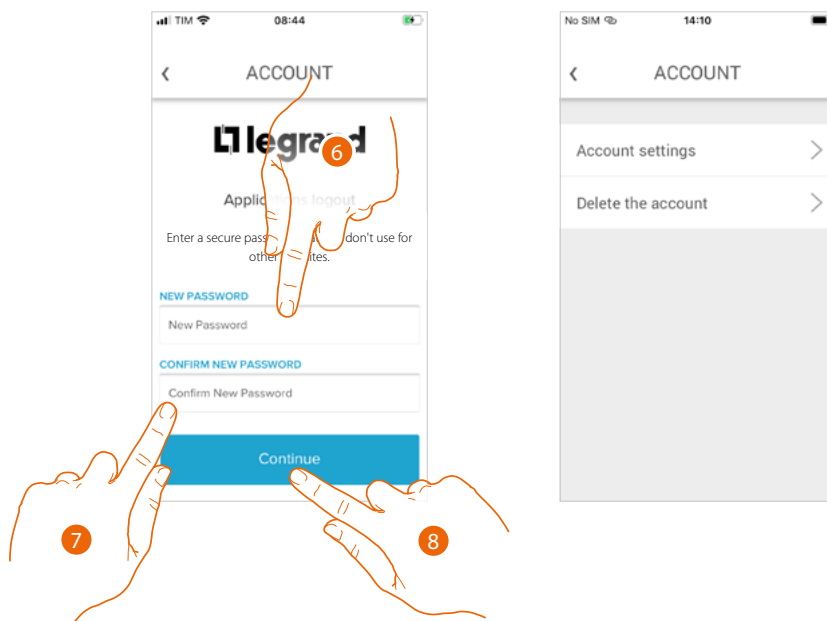 TIM 08:44
ACCOUNT
legrand
6
Applications logout
Enter a secure pass don't use for
other ites.
NEW PASSWORD
New Password
CONFIRM NEW PASSWORD
Confirm New Password
Continue
7
8
No SIM 14:10
ACCOUNT
Account settings
Delete the account